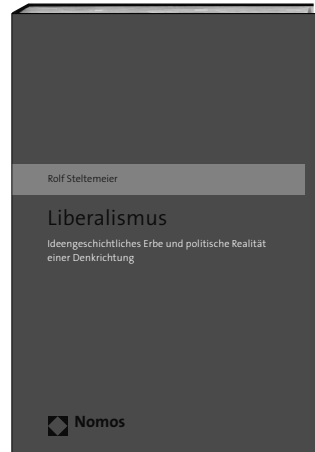 Rolf Steltemeier
Liberalismus
Ideengeschichtliches Erbe und politische Realität
einer Denkrichtung
Nomos